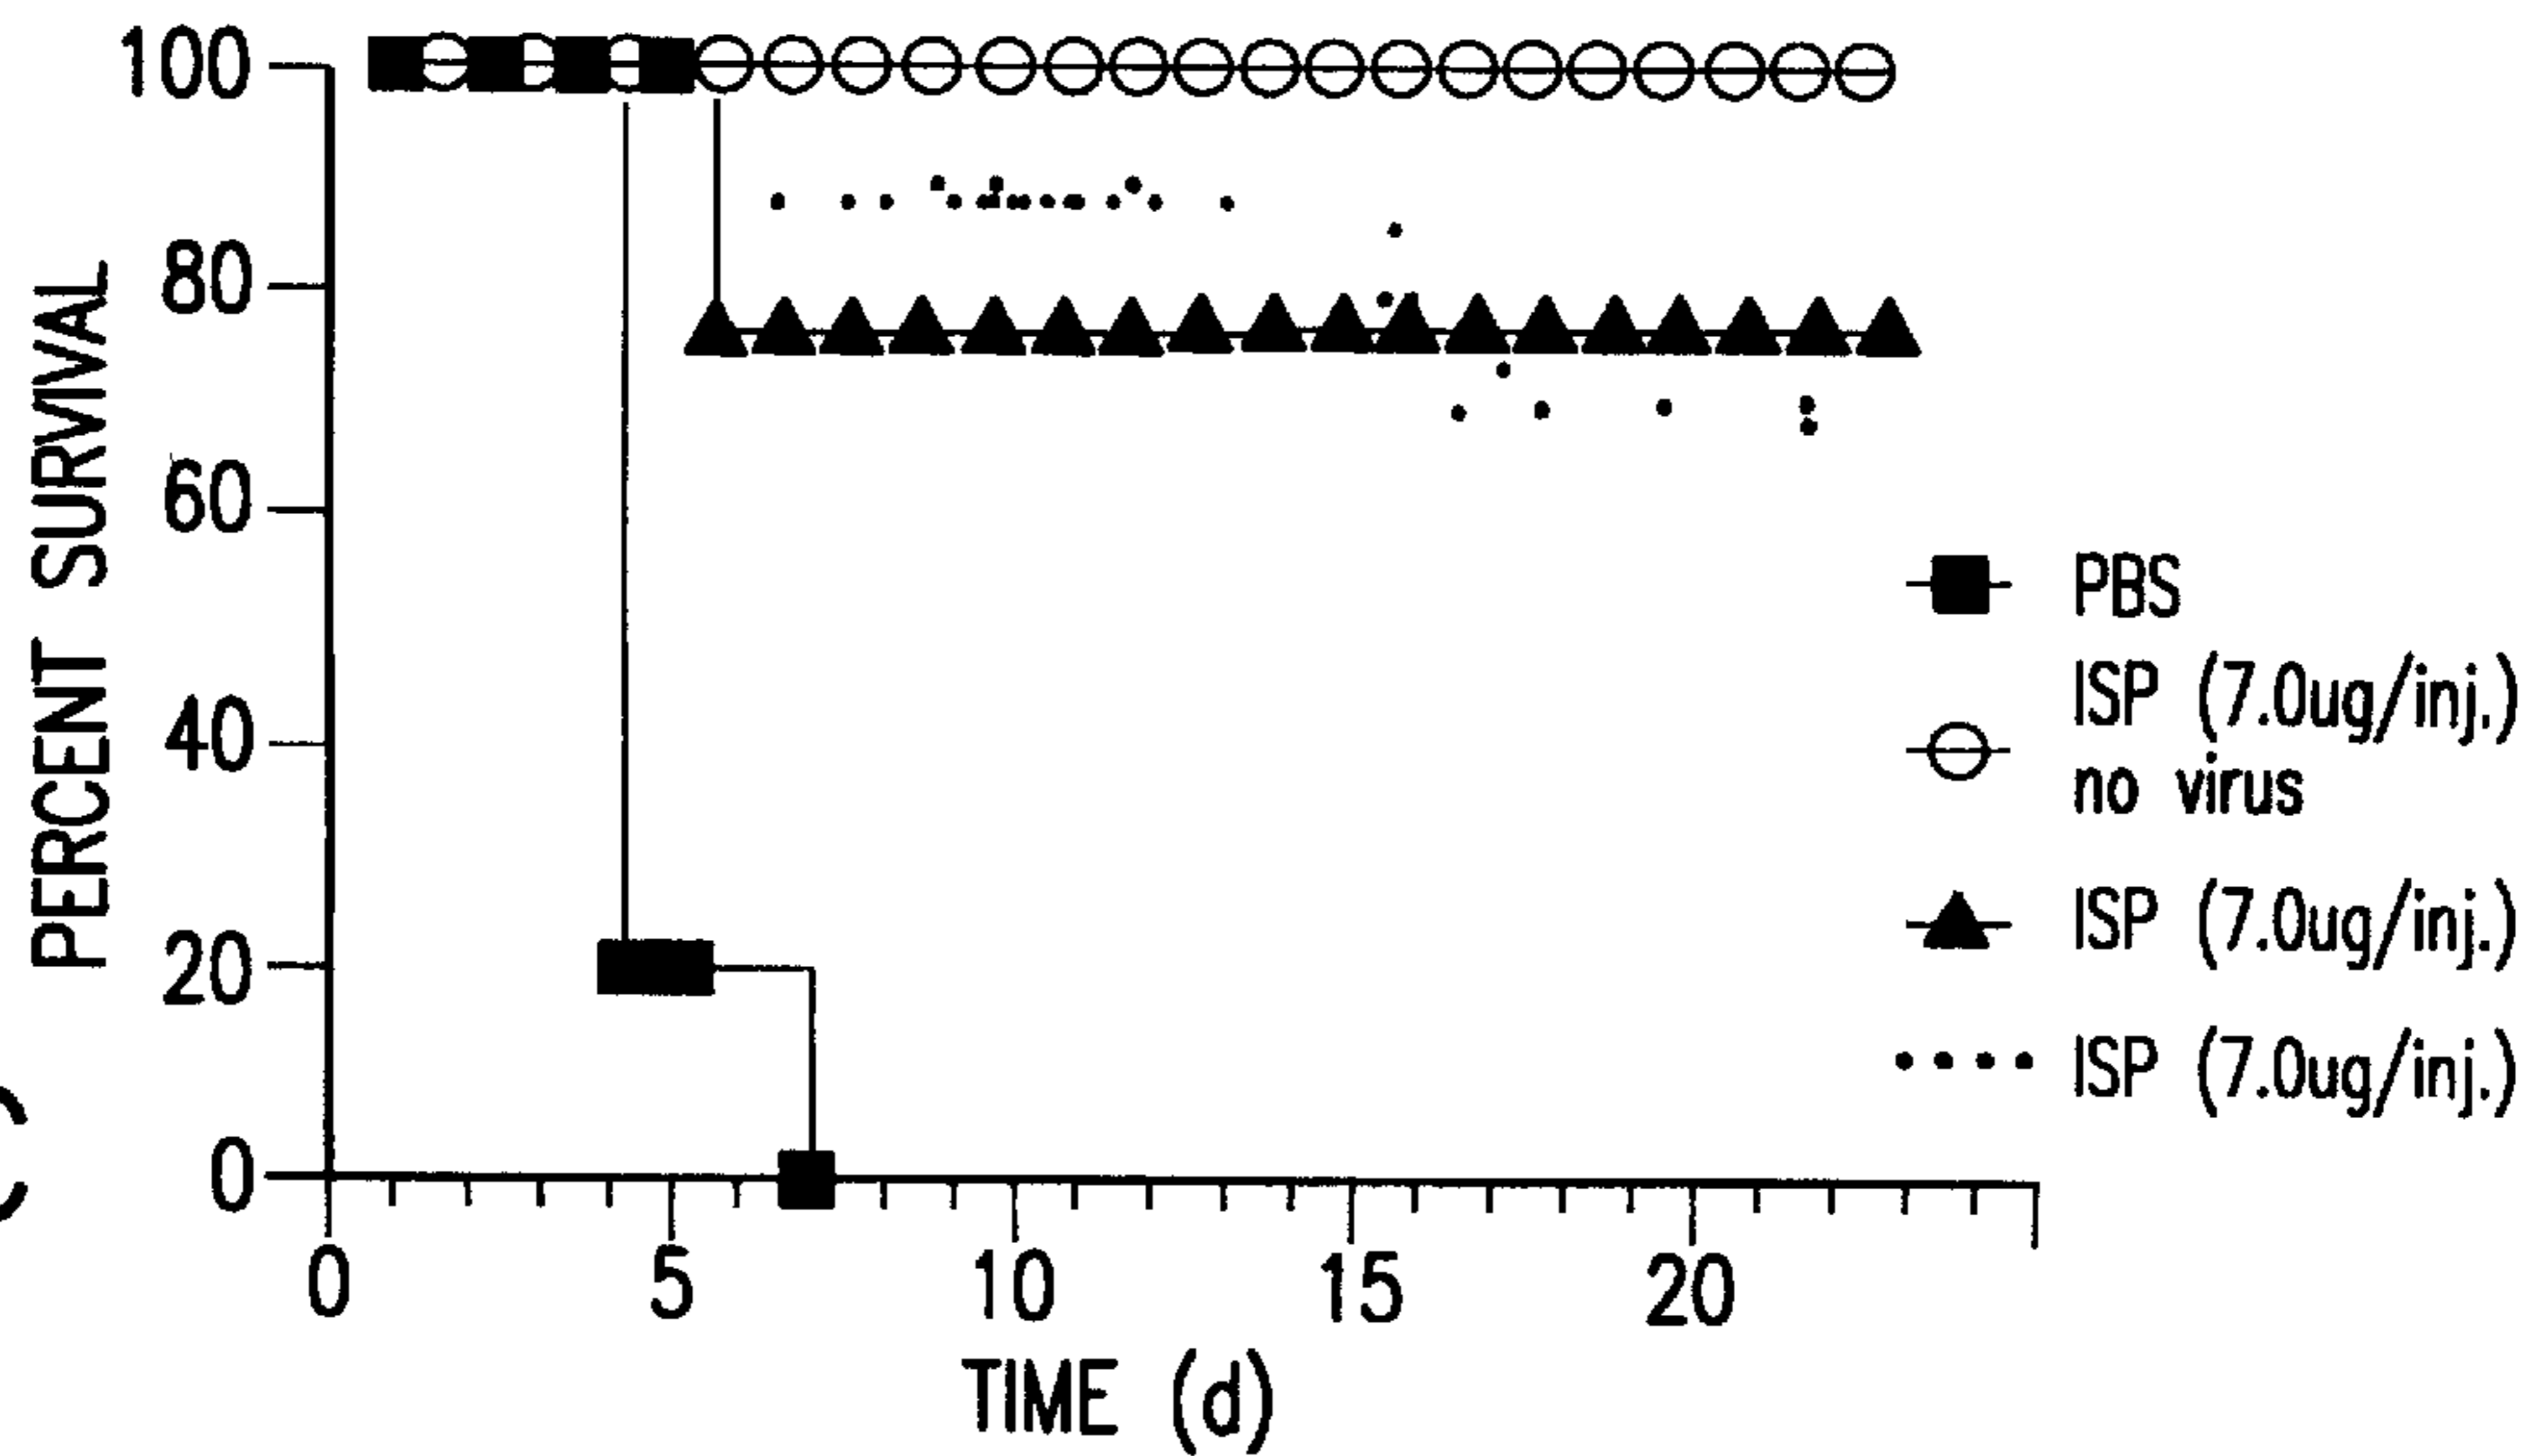 PERCENT SURVIVAL
100
80
60
40
20
0
0 5 10 15 20
TIME (d)
PBS
ISP (7.0ug/inj.)
no virus
ISP (7.0ug/inj.)
ISP (7.0ug/inj.)